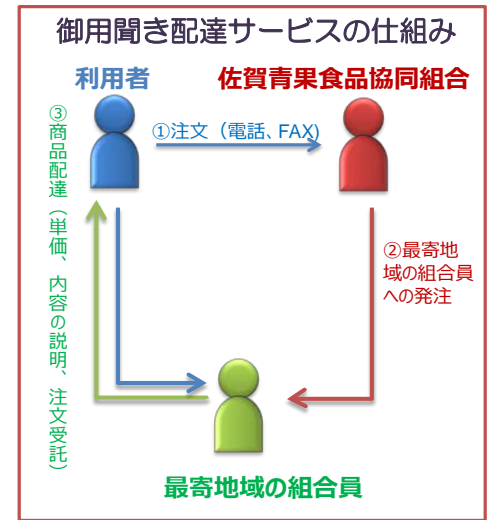 御用聞き配達サービスの仕組み
利用者
佐賀青果食品協同組合
①注文（電話、FAX)
②最寄地
域の組合員
への発注
③商品配達（単価、内容の説明、注文受託）
最寄地域の組合員